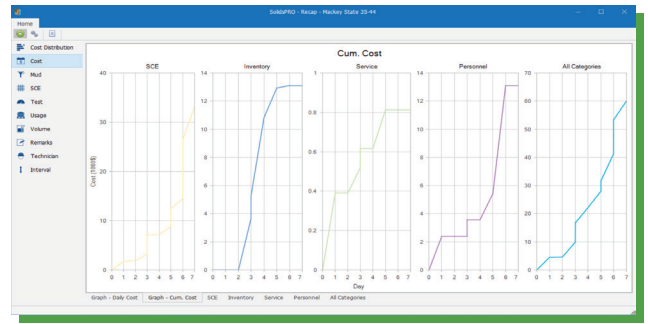 SolidsPRO - Recap - Mackey State 33-44
Home
Cost Distribution
Cost
Mud
SCE
Test
Usage
Volume
Remarks
Technician
Interval
Cum. Cost
SCE
Inventory
Service
Personnel
All Categories
Cost (1000$)
40
30
20
10
0
0 1 2 3 4 5 6 7
14
12
10
8
6
4
2
0
0 1 2 3 4 5 6 7
1
0.8
0.6
0.4
0.2
0
0 1 2 3 4 5 6 7
14
12
10
8
6
4
2
0
0 1 2 3 4 5 6 7
70
60
50
40
30
20
10
0
0 1 2 3 4 5 6 7
Day
Graph - Daily Cost Graph - Cum. Cost SCE Inventory Service Personnel All Categories